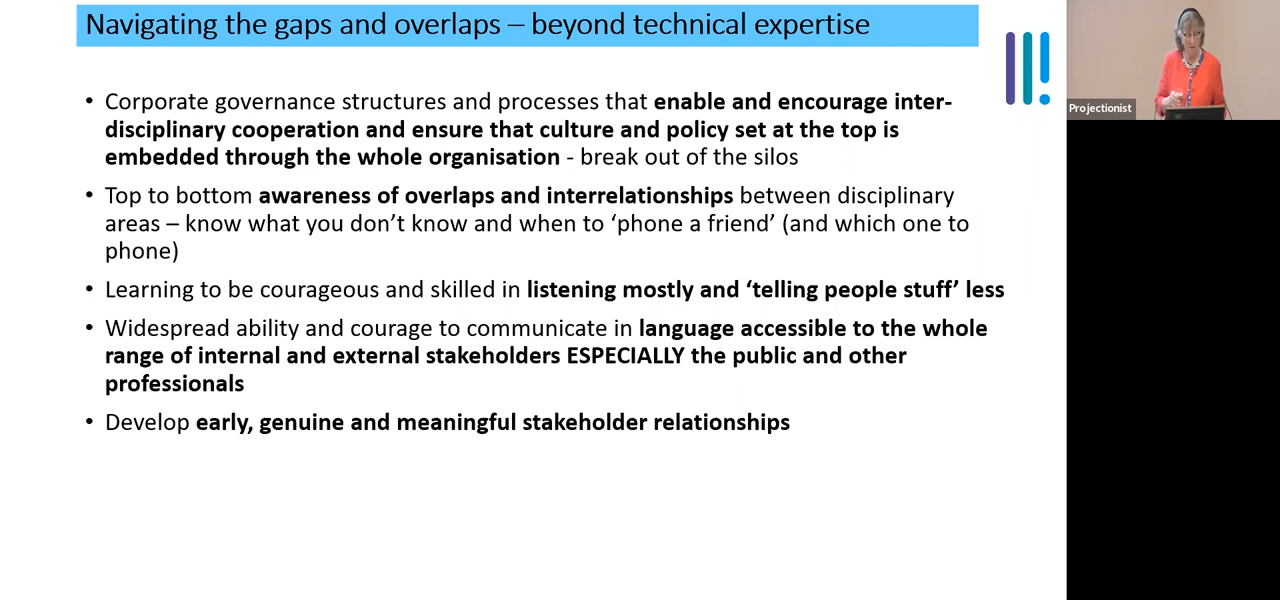 Navigating the gaps and overlaps – beyond technical expertise
• Corporate governance structures and processes that enable and encourage inter-
disciplinary cooperation and ensure that culture and policy set at the top is
embedded through the whole organisation - break out of the silos
• Top to bottom awareness of overlaps and interrelationships between disciplinary
areas – know what you don’t know and when to ‘phone a friend’ (and which one to
phone)
• Learning to be courageous and skilled in listening mostly and ‘telling people stuff’ less
• Widespread ability and courage to communicate in language accessible to the whole
range of internal and external stakeholders ESPECIALLY the public and other
professionals
• Develop early, genuine and meaningful stakeholder relationships
Projectionist